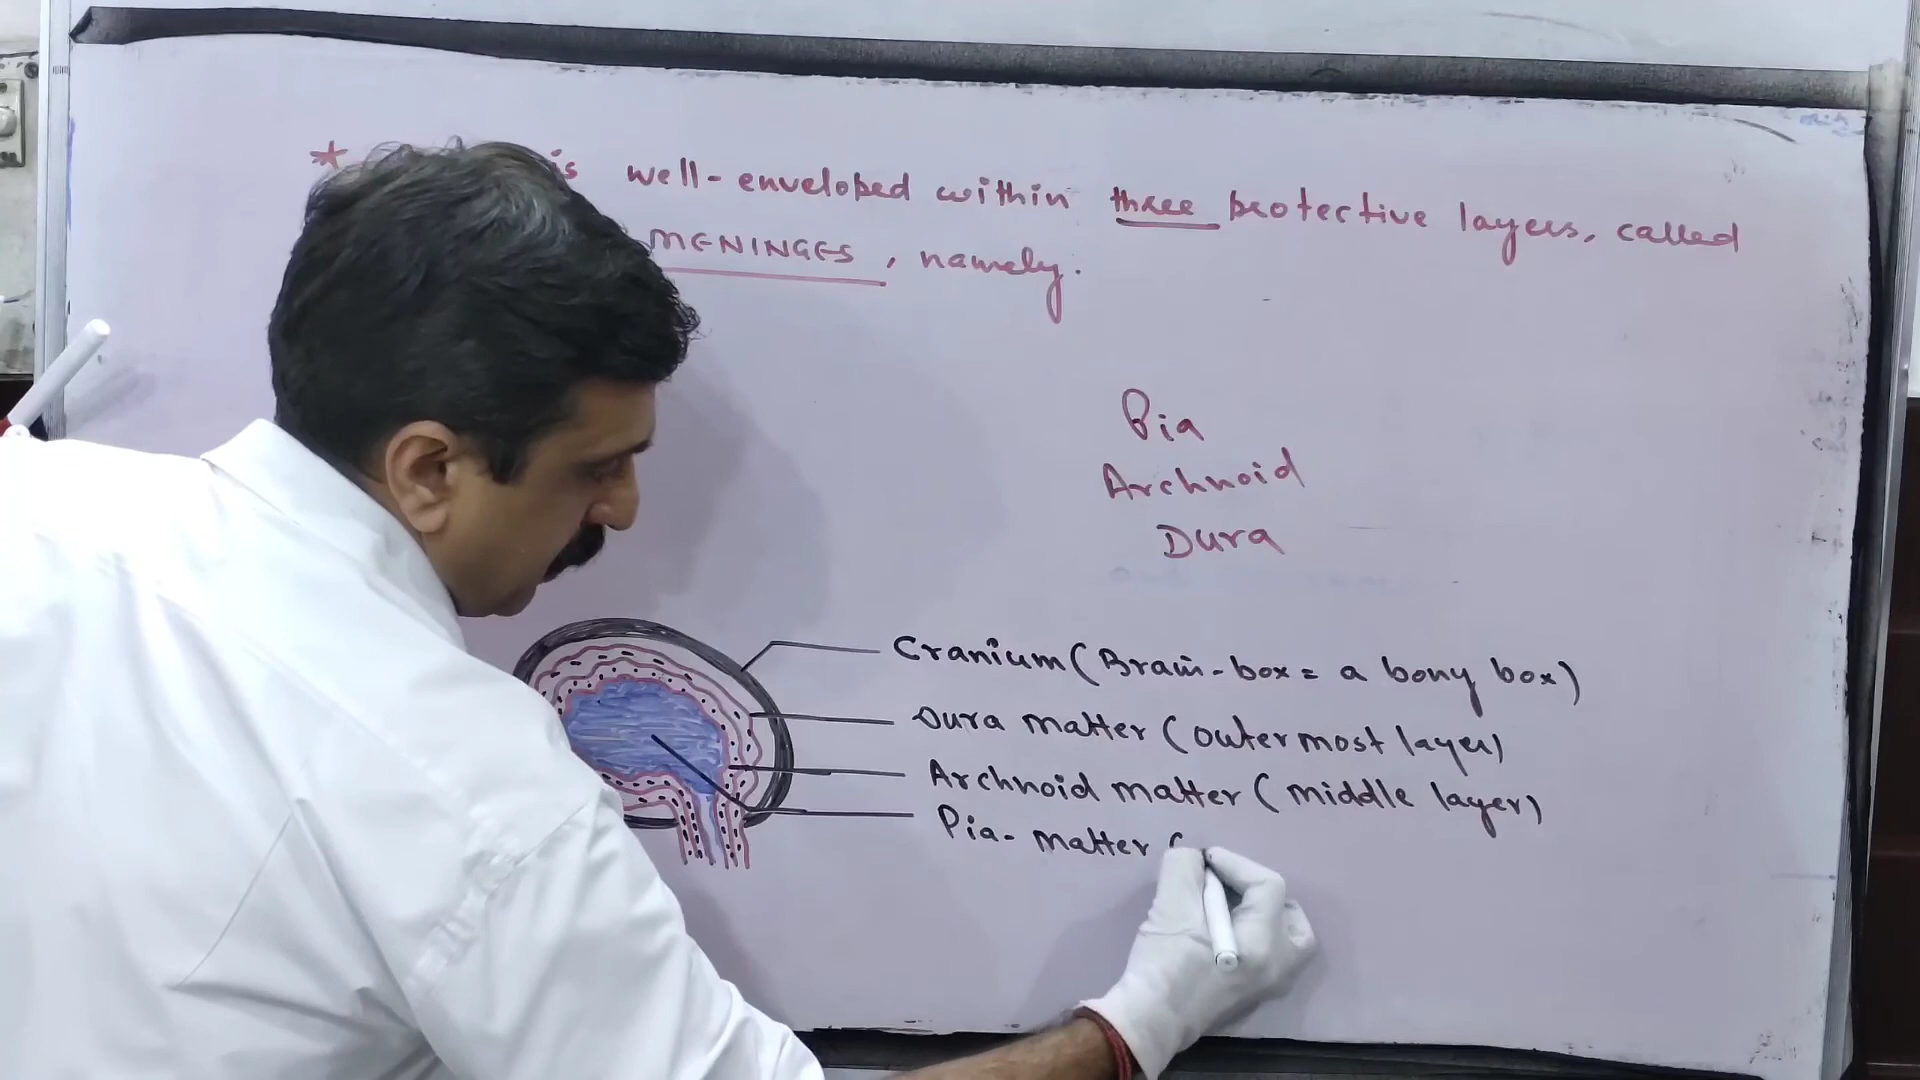 * is well-enveloped within three protective layers, called
MENINGES, namely.
Pia
Archnoid
Dura
Cranium (Brain-box = a bony box)
Dura matter (outermost layer)
Archnoid matter (middle layer)
Pia-matter (